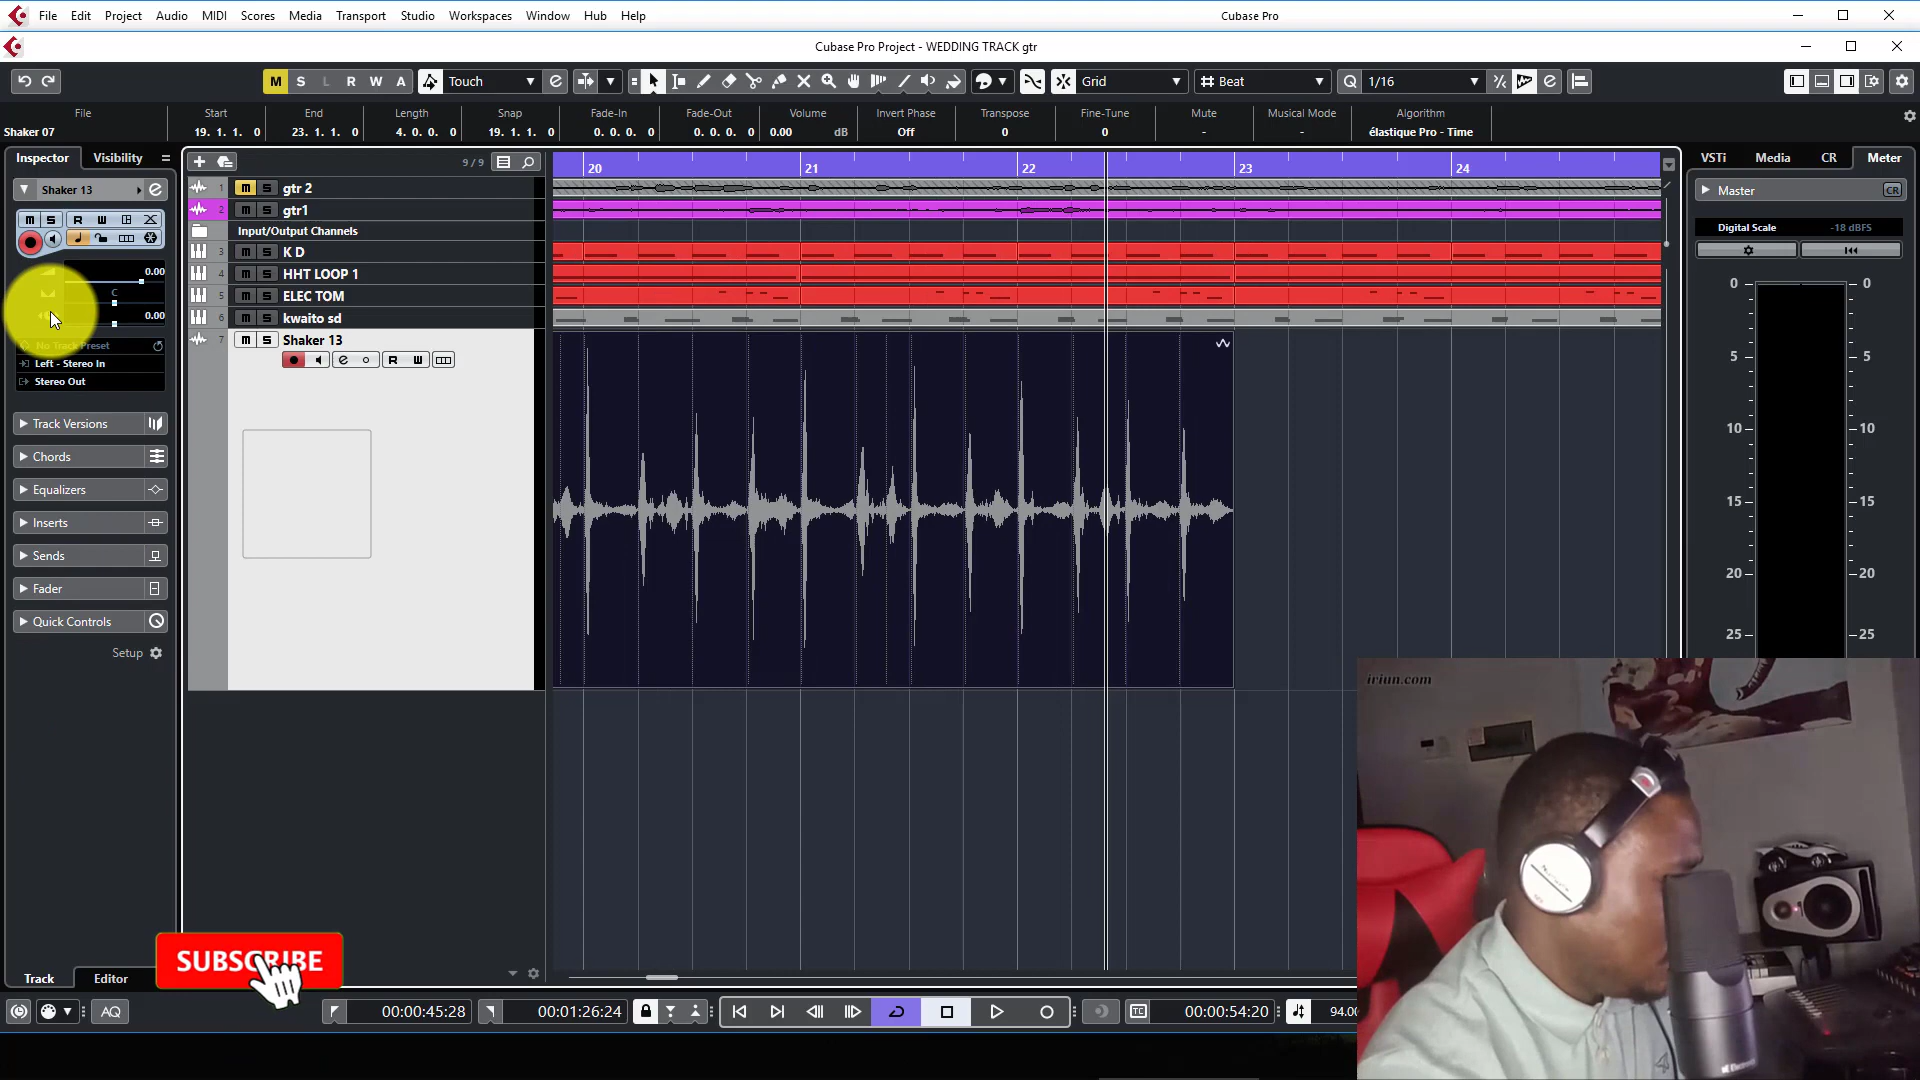 File Edit Project Audio MIDI Scores Media Transport Studio Workspaces Window Hub Help
Cubase Pro
Cubase Pro Project - WEDDING TRACK gtr
M S L R W A Touch Grid Beat Q 1/16
File Start End Length Snap Fade-In Fade-Out Volume Invert Phase Transpose Fine-Tune Mute Musical Mode Algorithm
Shaker 07 19. 1. 1. 0 23. 1. 1. 0 4. 0. 0. 0 19. 1. 1. 0 0. 0. 0. 0 0. 0. 0. 0 0.00 dB Off 0 0 - - élastique Pro - Time
Inspector Visibility
9/9
20 21 22 23 24
VSTi Media CR Meter
Shaker 13
Master CR
M S R W
0.00
C
0.00
No Track Preset
Left - Stereo In
Stereo Out
Track Versions
Chords
Equalizers
Inserts
Sends
Fader
Quick Controls
Setup
1 m S gtr 2
2 m S gtr1
Input/Output Channels
3 m S K D
4 m S HHT LOOP 1
5 m S ELEC TOM
6 m S kwaito sd
7 m S Shaker 13
R W
Digital Scale -18 dBFS
0 0
5 5
10 10
15 15
20 20
25 25
iriun.com
SUBSCRIBE
Track Editor
AQ 00:00:45:28 00:01:26:24 TC 00:00:54:20 94.00